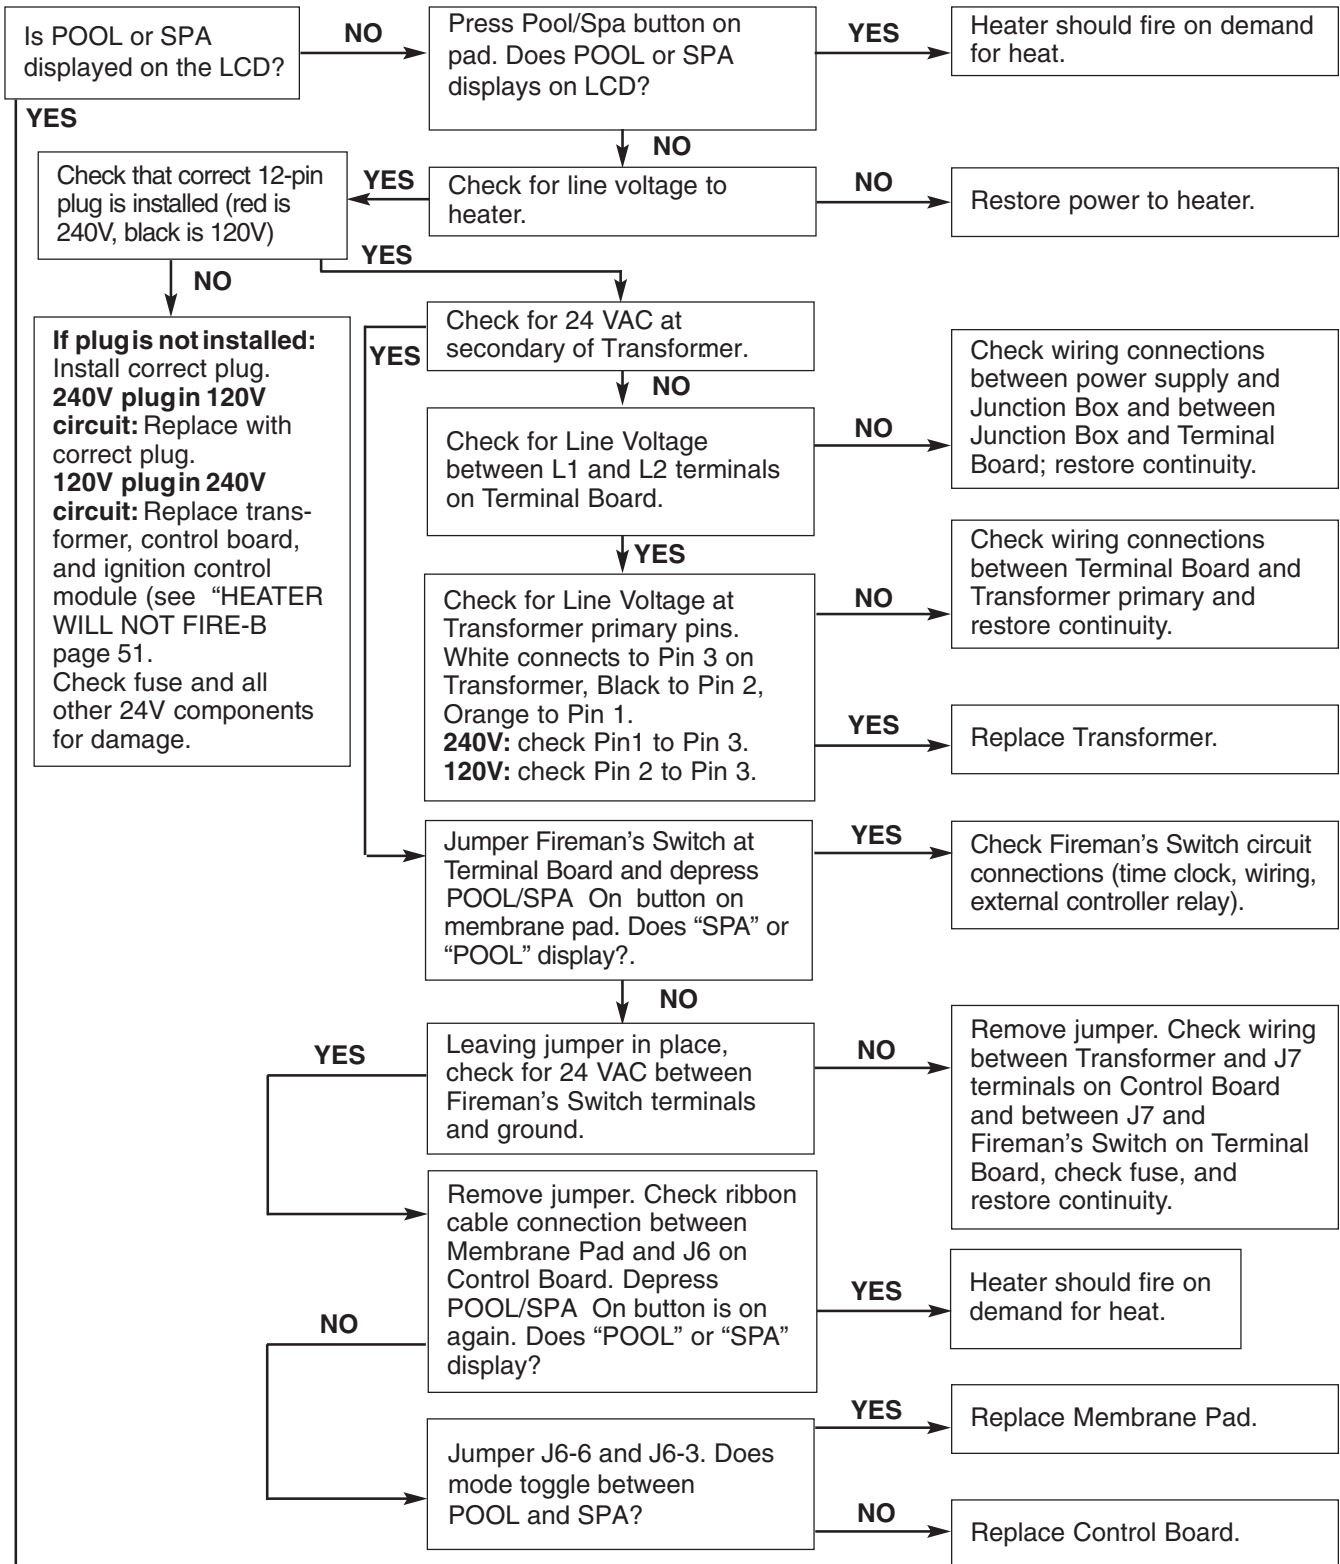 Is POOL or SPA
displayed on the LCD?
NO
Press Pool/Spa button on
pad. Does POOL or SPA
displays on LCD?
YES
Heater should fire on demand
for heat.
YES
NO
Check that correct 12-pin
plug is installed (red is
240V, black is 120V)
YES
Check for line voltage to
heater.
NO
Restore power to heater.
YES
NO
If plug is not installed:
Install correct plug.
240V plug in 120V
circuit: Replace with
correct plug.
120V plug in 240V
circuit: Replace trans-
former, control board,
and ignition control
module (see “HEATER
WILL NOT FIRE-B
page 51.
Check fuse and all
other 24V components
for damage.
YES
Check for 24 VAC at
secondary of Transformer.
NO
Check for Line Voltage
between L1 and L2 terminals
on Terminal Board.
NO
Check wiring connections
between power supply and
Junction Box and between
Junction Box and Terminal
Board; restore continuity.
YES
Check for Line Voltage at
Transformer primary pins.
White connects to Pin 3 on
Transformer, Black to Pin 2,
Orange to Pin 1.
240V: check Pin1 to Pin 3.
120V: check Pin 2 to Pin 3.
NO
Check wiring connections
between Terminal Board and
Transformer primary and
restore continuity.
YES
Replace Transformer.
Jumper Fireman’s Switch at
Terminal Board and depress
POOL/SPA On button on
membrane pad. Does “SPA” or
“POOL” display?.
YES
Check Fireman’s Switch circuit
connections (time clock, wiring,
external controller relay).
NO
YES
Leaving jumper in place,
check for 24 VAC between
Fireman’s Switch terminals
and ground.
NO
Remove jumper. Check wiring
between Transformer and J7
terminals on Control Board
and between J7 and
Fireman’s Switch on Terminal
Board, check fuse, and
restore continuity.
Remove jumper. Check ribbon
cable connection between
Membrane Pad and J6 on
Control Board. Depress
POOL/SPA On button is on
again. Does “POOL” or “SPA”
display?
YES
Heater should fire on
demand for heat.
NO
Jumper J6-6 and J6-3. Does
mode toggle between
POOL and SPA?
YES
Replace Membrane Pad.
NO
Replace Control Board.